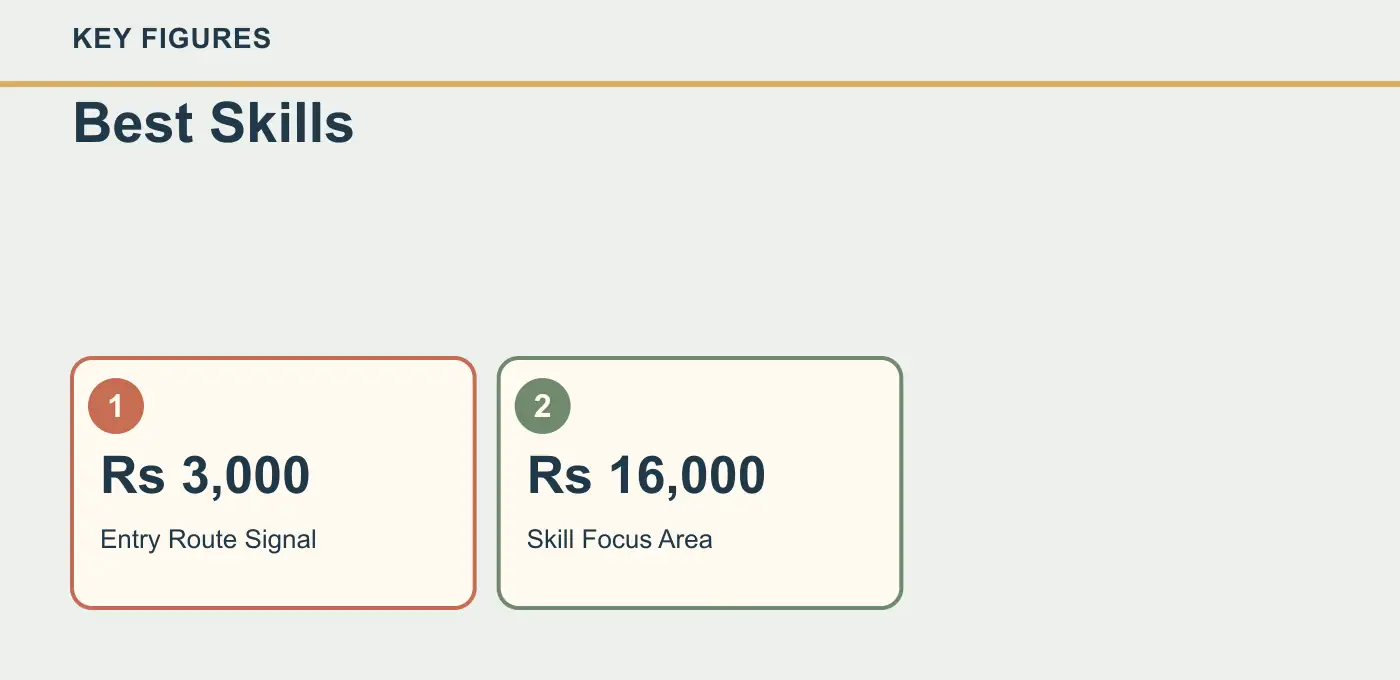 KEY FIGURES
Best Skills
1
Rs 3,000
Entry Route Signal
2
Rs 16,000
Skill Focus Area